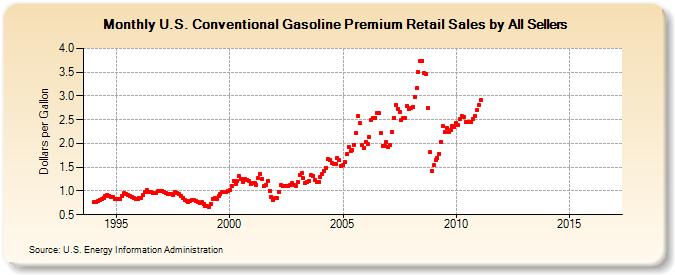 Monthly U.S. Conventional Gasoline Premium Retail Sales by All Sellers
Dollars per Gallon
4.0
3.5
3.0
2.5
2.0
1.5
1.0
0.5
1995 2000 2005 2010 2015
Source: U.S. Energy Information Administration